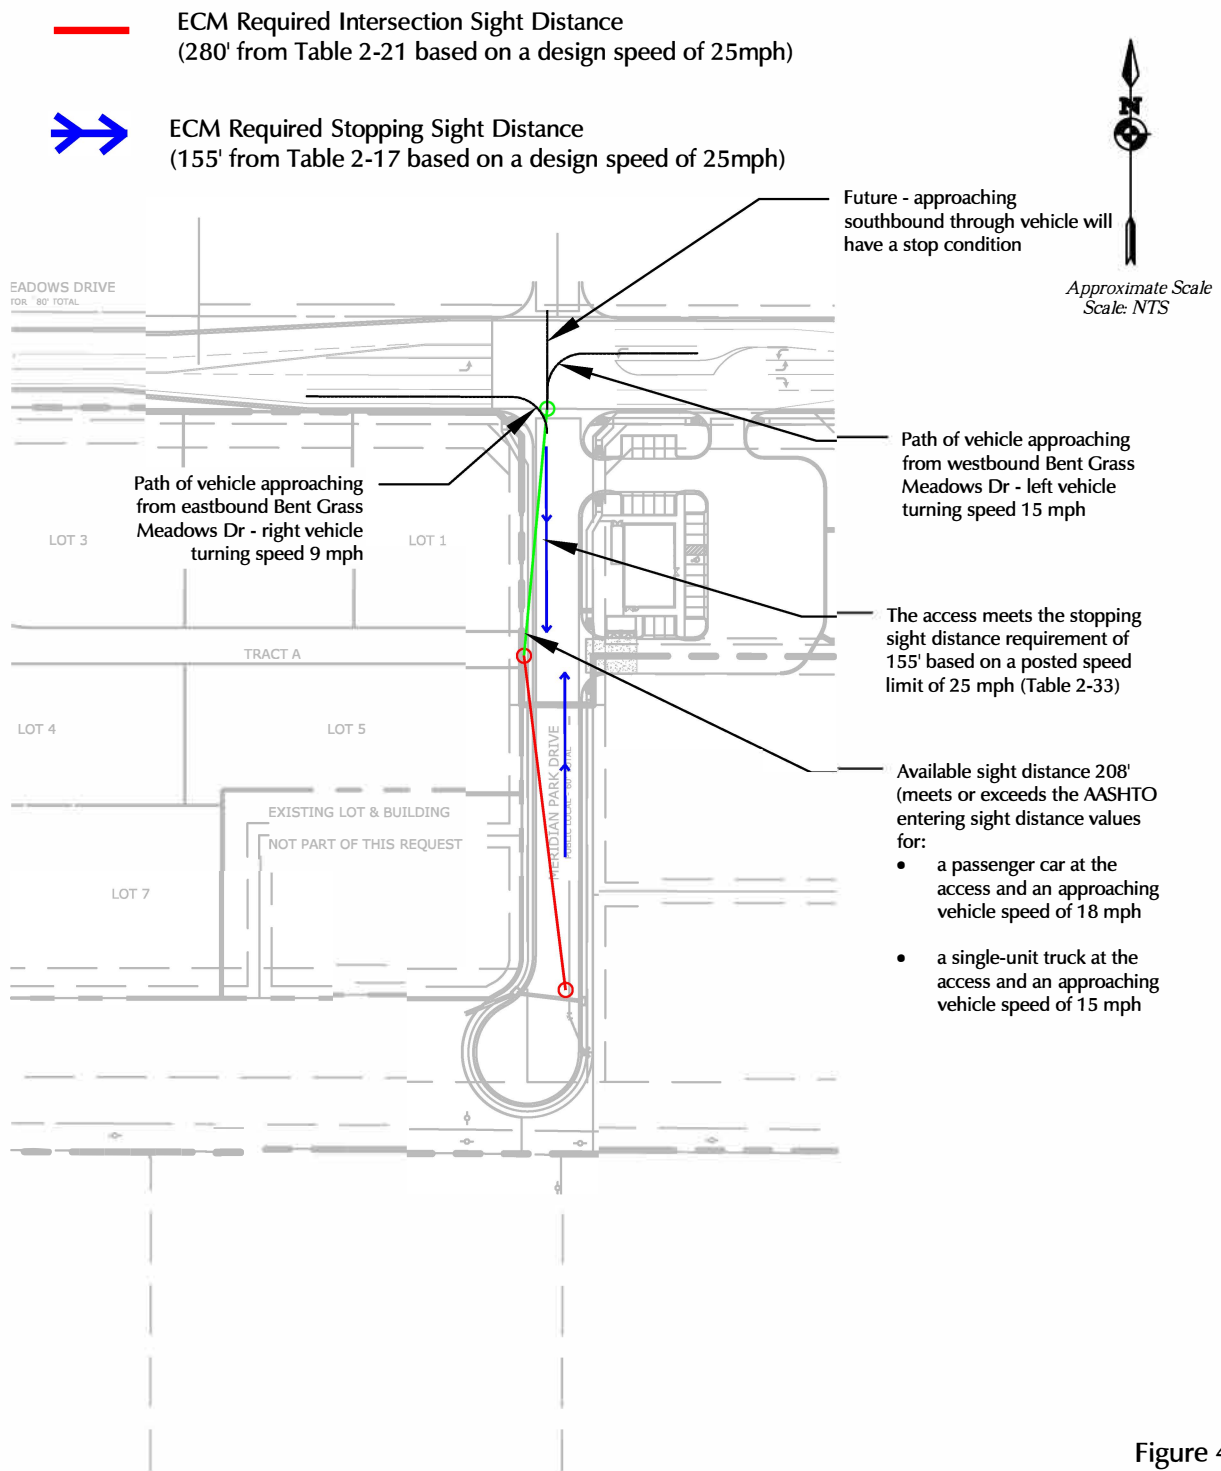 ECM Required Intersection Sight Distance
(280' from Table 2-21 based on a design speed of 25mph)
ECM Required Stopping Sight Distance
(155' from Table 2-17 based on a design speed of 25mph)
N
Approximate Scale
Scale: NTS
Future - approaching
southbound through vehicle will
have a stop condition
EADOWS DRIVE
TOR 80' TOTAL
Path of vehicle approaching
from westbound Bent Grass
Meadows Dr - left vehicle
turning speed 15 mph
Path of vehicle approaching
from eastbound Bent Grass
Meadows Dr - right vehicle
turning speed 9 mph
LOT 3
LOT 1
The access meets the stopping
sight distance requirement of
155' based on a posted speed
limit of 25 mph (Table 2-33)
TRACT A
LOT 4
LOT 5
MERIDIAN PARK DRIVE
PUBLIC LOCAL - 60' TOTAL
Available sight distance 208'
(meets or exceeds the AASHTO
entering sight distance values
for:
• a passenger car at the
access and an approaching
vehicle speed of 18 mph
• a single-unit truck at the
access and an approaching
vehicle speed of 15 mph
EXISTING LOT & BUILDING
NOT PART OF THIS REQUEST
LOT 7
Figure 4